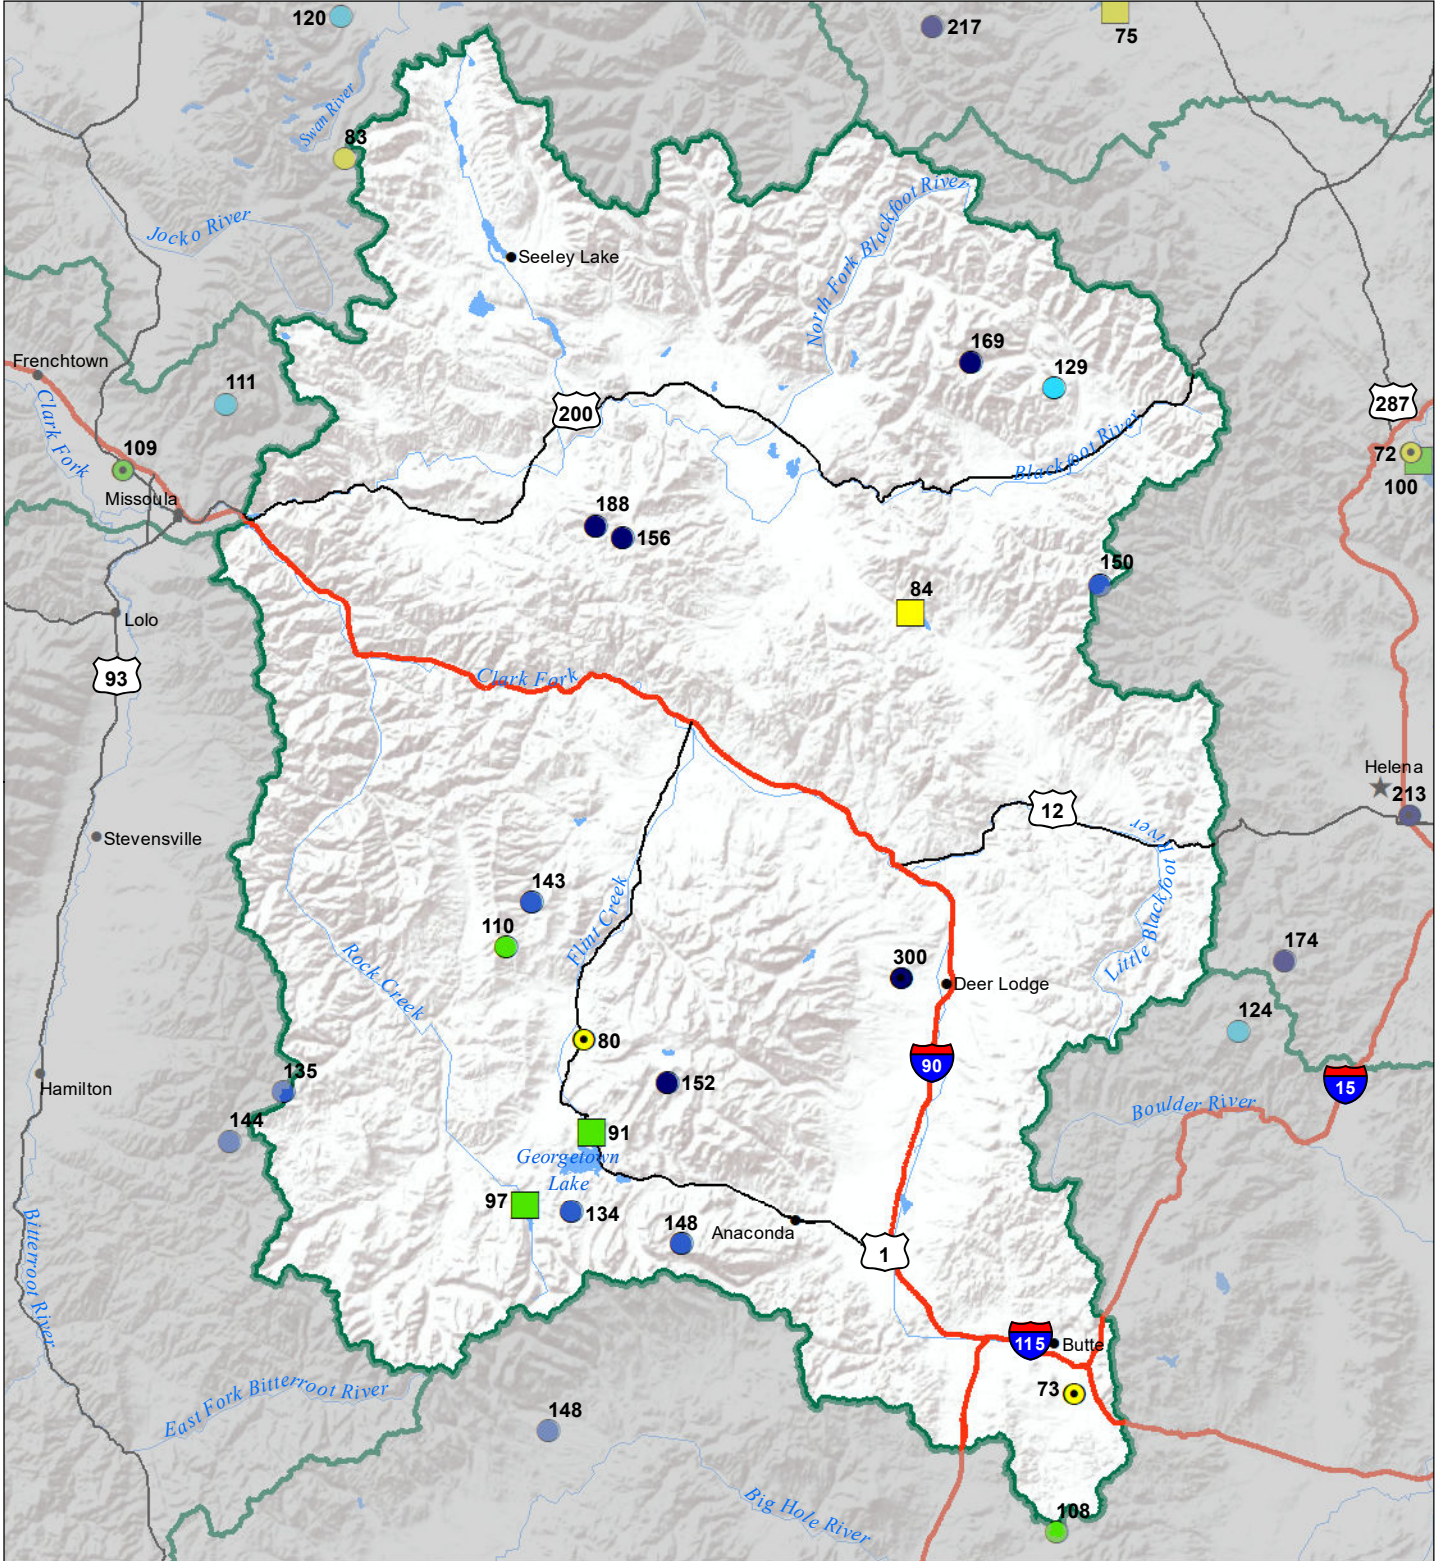 120
217
75
Swan River
83
Jocko River
North Fork Blackfoot River
Seeley Lake
Frenchtown
111
169
129
200
287
Clark Fork
109
72
100
Blackfoot River
Missoula
188
156
150
84
Lolo
93
Clark Fork
Helena
213
12
Stevensville
Little Blackfoot
River
143
110
Flint Creek
Rock Creek
300
Deer Lodge
174
124
80
90
152
15
135
Hamilton
144
Boulder River
91
Georgetown
Lake
97
134
148
Anaconda
1
Bitterroot River
115
Butte
73
East Fork Bitterroot River
148
Big Hole River
108